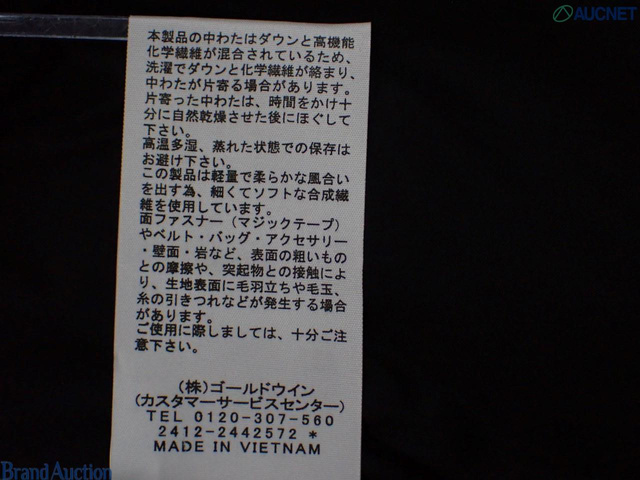 AUCNET
本製品の中わたはダウンと高機能
化学繊維が混合されているため、
洗濯でダウンと化学繊維が絡まり、
中わたが片寄る場合があります。
片寄った中わたは、時間をかけ十
分に自然乾燥させた後にほぐして
下さい。
高温多湿、蒸れた状態での保存は
お避け下さい。
この製品は軽量で柔らかな風合い
を出す為、細くてソフトな合成繊
維を使用しています。
面ファスナー（マジックテープ）
やベルト・バッグ・アクセサリー
・壁面・岩など、表面の粗いもの
との摩擦や、突起物との接触によ
り、生地表面に毛羽立ちや毛玉、
糸の引きつれなどが発生する場合
があります。
ご使用に際しましては、十分ご注
意下さい。
（株）ゴールドウイン
(カスタマーサービスセンター)
TEL 0120-307-560
2412-2442572 *
MADE IN VIETNAM
Brand Auction